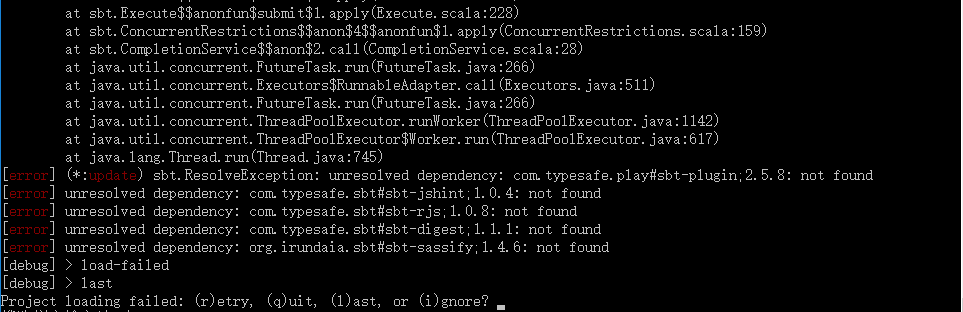 at sbt.Execute$$anonfun$submit$1.apply(Execute.scala:228)
at sbt.ConcurrentRestrictions$$anon$4$$anonfun$1.apply(ConcurrentRestrictions.scala:159)
at sbt.CompletionService$$anon$2.call(CompletionService.scala:28)
at java.util.concurrent.FutureTask.run(FutureTask.java:266)
at java.util.concurrent.Executors$RunnableAdapter.call(Executors.java:511)
at java.util.concurrent.FutureTask.run(FutureTask.java:266)
at java.util.concurrent.ThreadPoolExecutor.runWorker(ThreadPoolExecutor.java:1142)
at java.util.concurrent.ThreadPoolExecutor$Worker.run(ThreadPoolExecutor.java:617)
at java.lang.Thread.run(Thread.java:745)
[error] (*:update) sbt.ResolveException: unresolved dependency: com.typesafe.play#sbt-plugin;2.5.8: not found
[error] unresolved dependency: com.typesafe.sbt#sbt-jshint;1.0.4: not found
[error] unresolved dependency: com.typesafe.sbt#sbt-rjs;1.0.8: not found
[error] unresolved dependency: com.typesafe.sbt#sbt-digest;1.1.1: not found
[error] unresolved dependency: org.irundaia.sbt#sbt-sassify;1.4.6: not found
[debug] > load-failed
[debug] > last
Project loading failed: (r)etry, (q)uit, (l)ast, or (i)gnore?